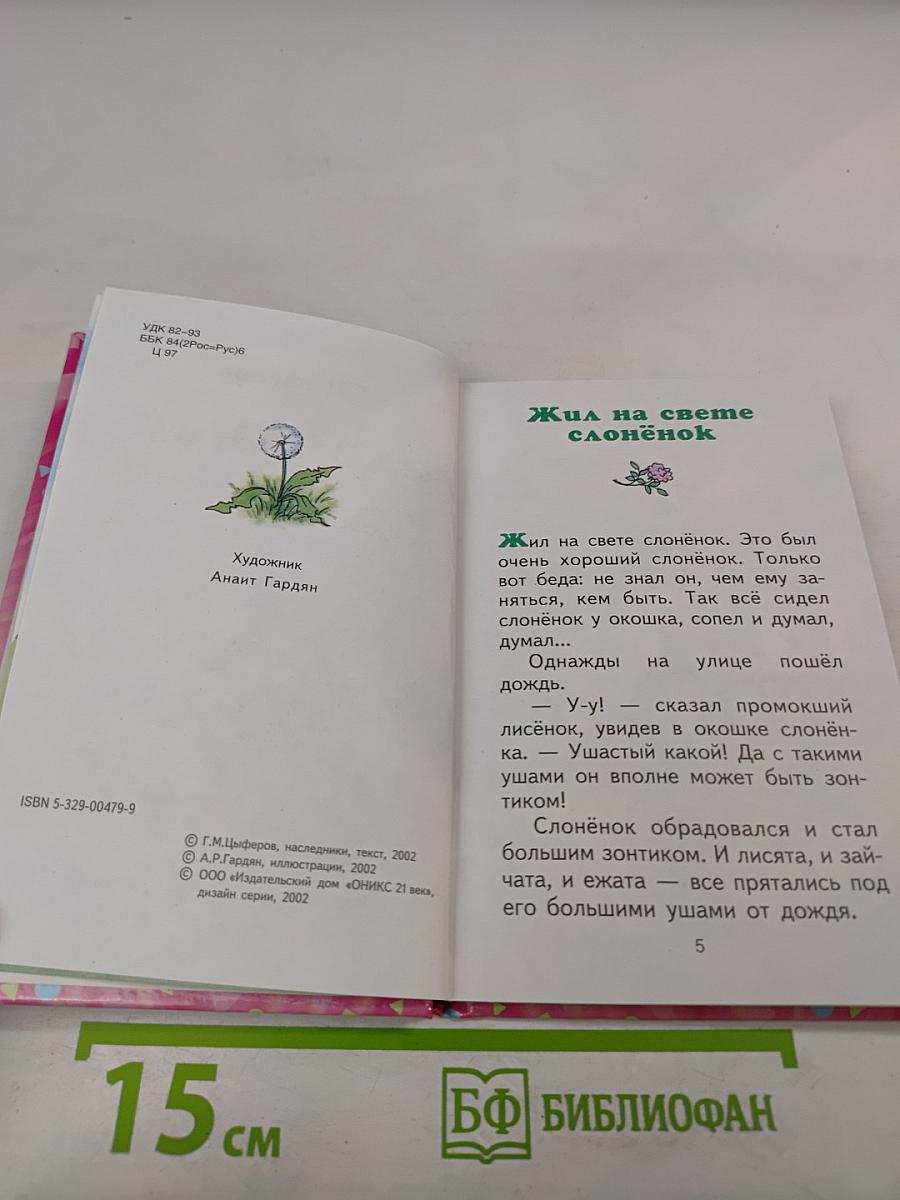 УДК 82–93
ББК 84(2Рос=Рус)6
Ц 97
Художник
Анаит Гардян
ISBN 5-329-00479-9
© Г.М.Цыферов, наследники, текст, 2002
© А.Р.Гардян, иллюстрации, 2002
© ООО «Издательский дом «ОНИКС 21 век»,
дизайн серии, 2002
Жил на свете
слонёнок
Жил на свете слонёнок. Это был
очень хороший слонёнок. Только
вот беда: не знал он, чем ему за-
няться, кем быть. Так всё сидел
слонёнок у окошка, сопел и думал,
думал...
Однажды на улице пошёл
дождь.
— У-у! — сказал промокший
лисёнок, увидев в окошке слонён-
ка. — Ушастый какой! Да с такими
ушами он вполне может быть зон-
тиком!
Слонёнок обрадовался и стал
большим зонтиком. И лисята, и зай-
чата, и ежата — все прятались под
его большими ушами от дождя.
5
15 см
БФ БИБЛИОФАН